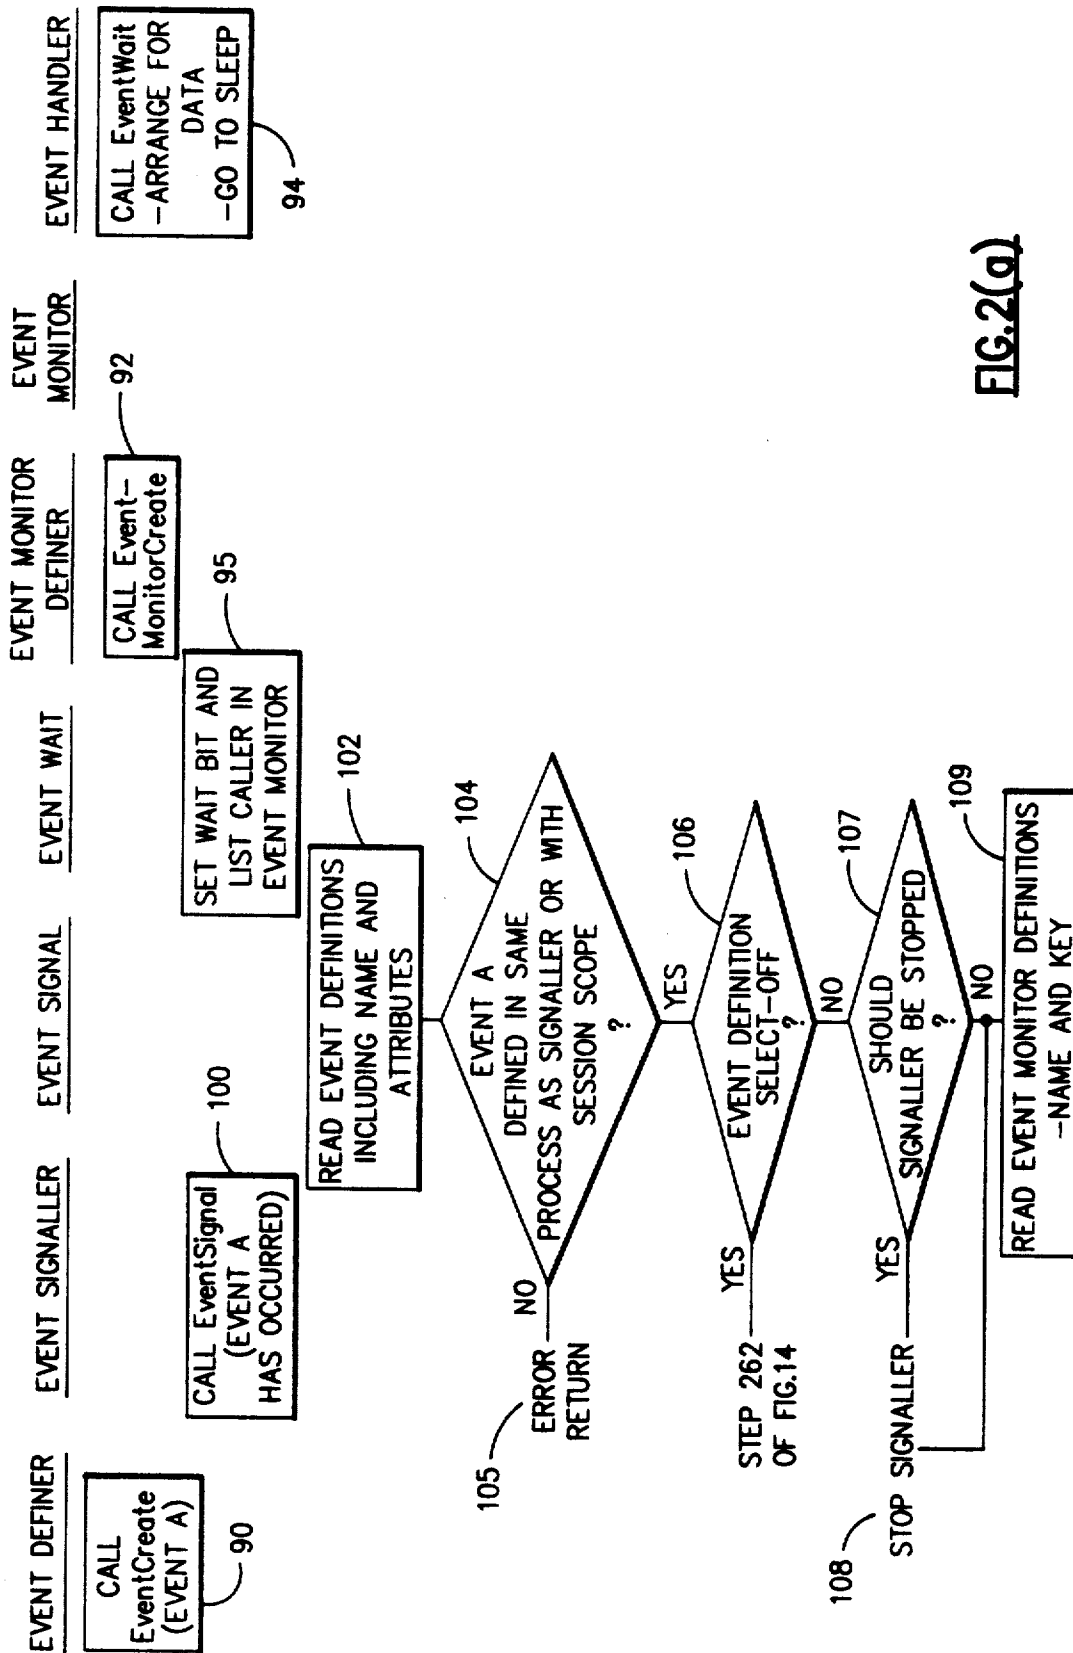 EVENT DEFINER
EVENT SIGNALLER
EVENT SIGNAL
EVENT WAIT
EVENT MONITOR
DEFINER
EVENT
MONITOR
EVENT HANDLER
CALL
EventCreate
(EVENT A)
90
CALL Event-
MonitorCreate
92
CALL EventWait
-ARRANGE FOR
DATA
-GO TO SLEEP
94
SET WAIT BIT AND
LIST CALLER IN
EVENT MONITOR
95
CALL EventSignal
(EVENT A
HAS OCCURRED)
100
READ EVENT DEFINITIONS
INCLUDING NAME AND
ATTRIBUTES
102
EVENT A
DEFINED IN SAME
PROCESS AS SIGNALLER OR WITH
SESSION SCOPE
?
104
NO
ERROR
RETURN
105
YES
EVENT DEFINITION
SELECT-OFF
?
106
YES
STEP 262
OF FIG.14
NO
SHOULD
SIGNALLER BE STOPPED
?
107
YES
STOP SIGNALLER
108
NO
READ EVENT MONITOR DEFINITIONS
-NAME AND KEY
109
FIG.2(a)